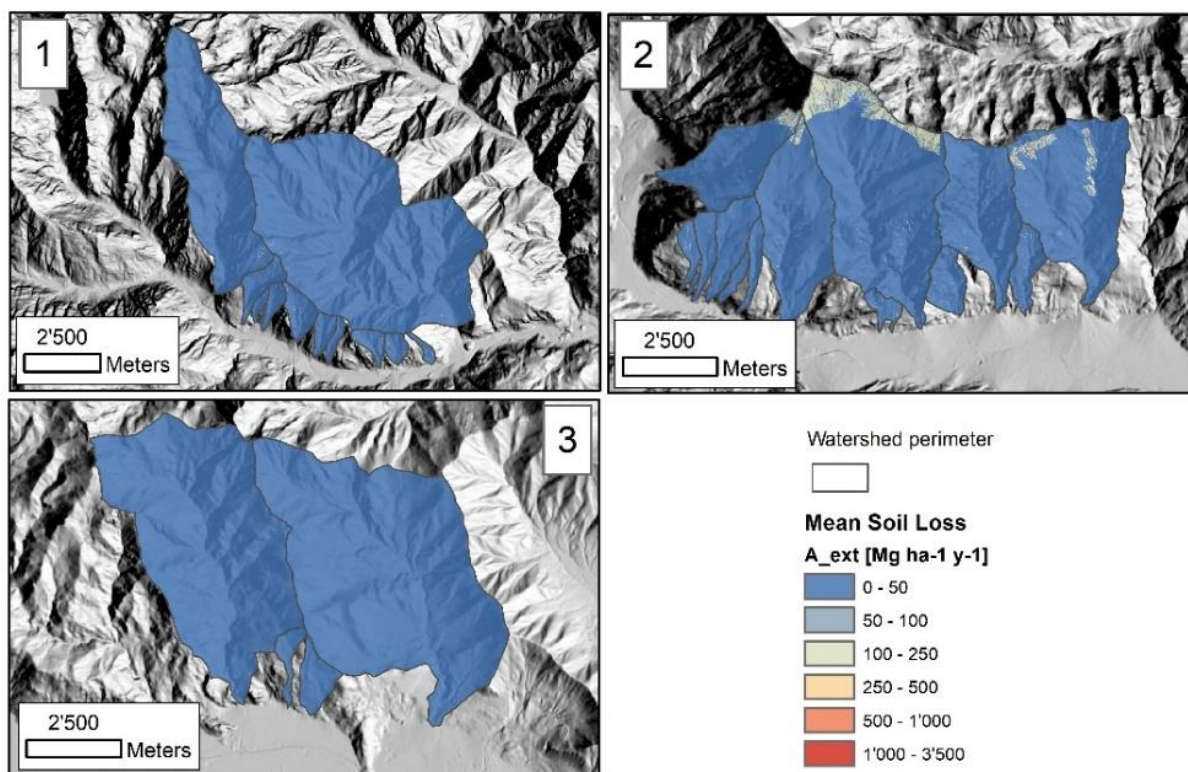 1
2'500
Meters
2
2'500
Meters
3
2'500
Meters
Watershed perimeter
Mean Soil Loss
A_ext [Mg ha-1 y-1]
0 - 50
50 - 100
100 - 250
250 - 500
500 - 1'000
1'000 - 3'500